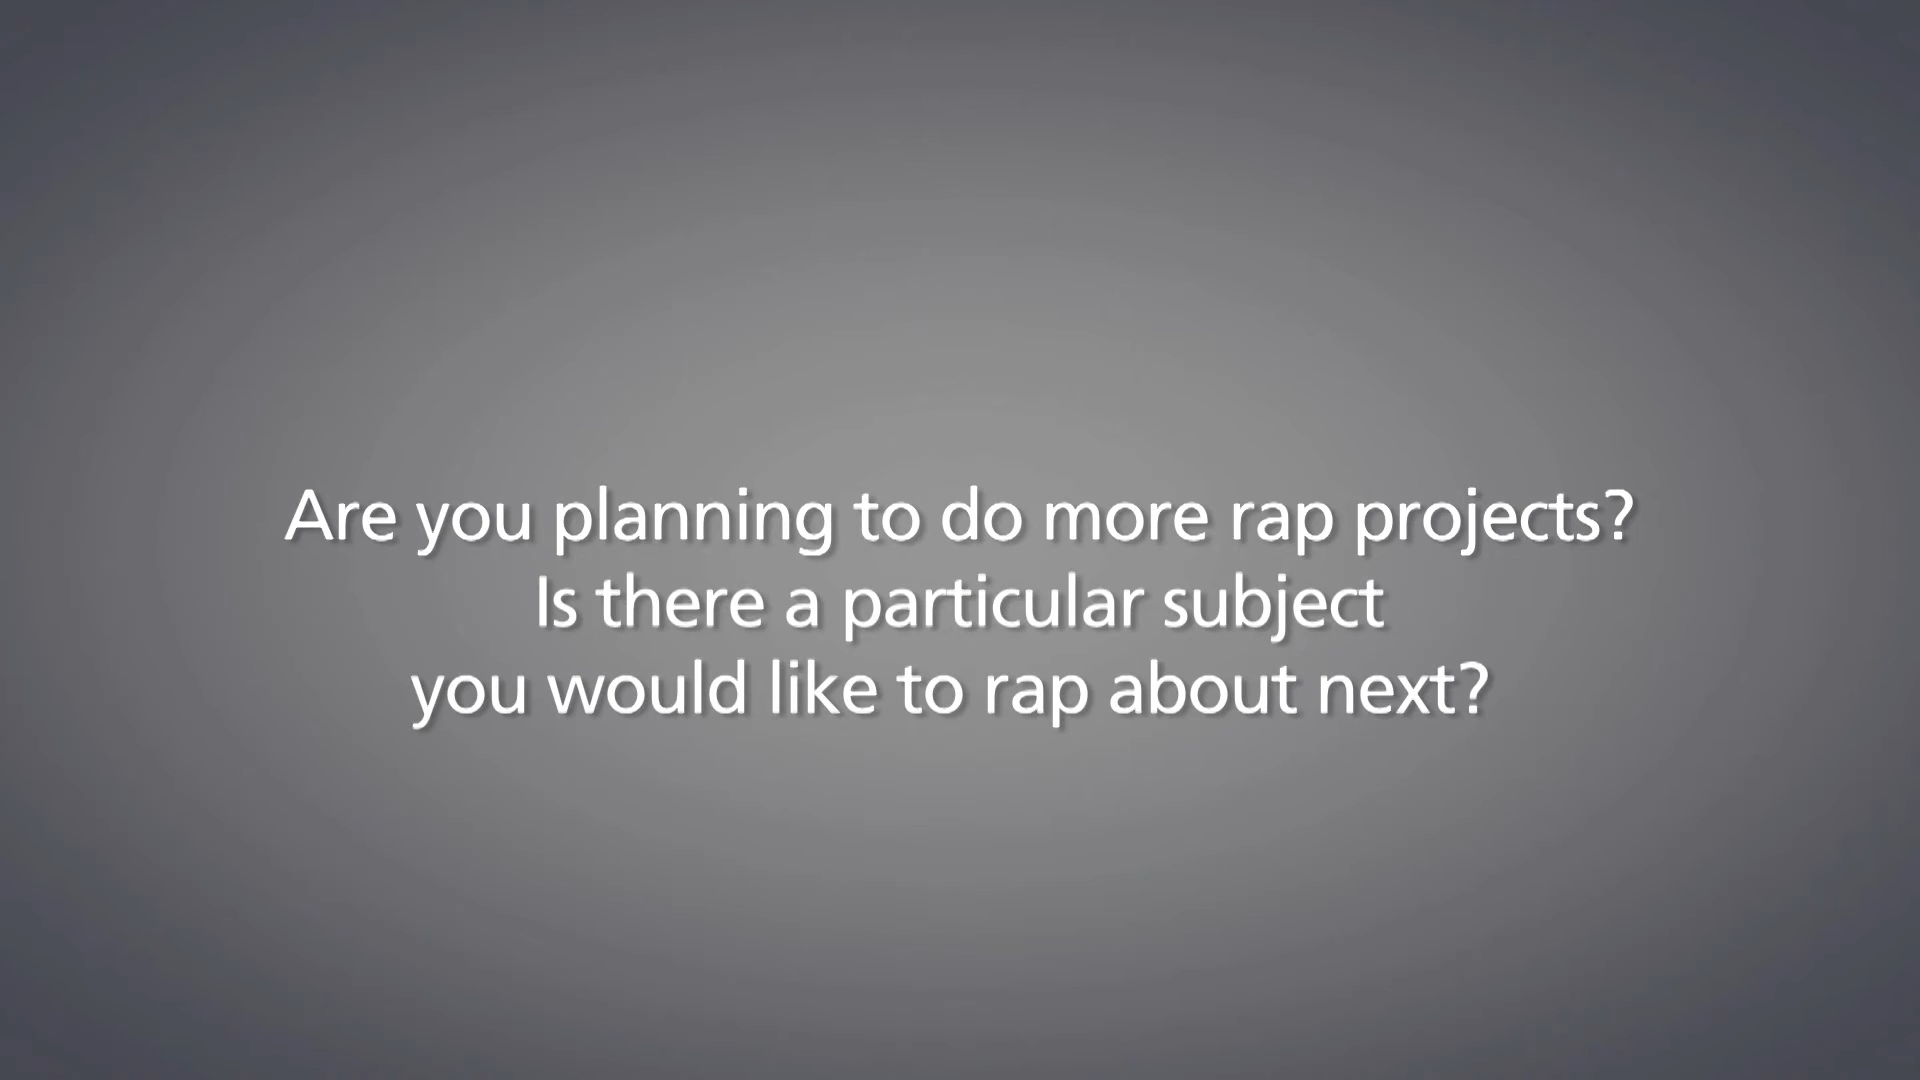 Are you planning to do more rap projects?
Is there a particular subject
you would like to rap about next?